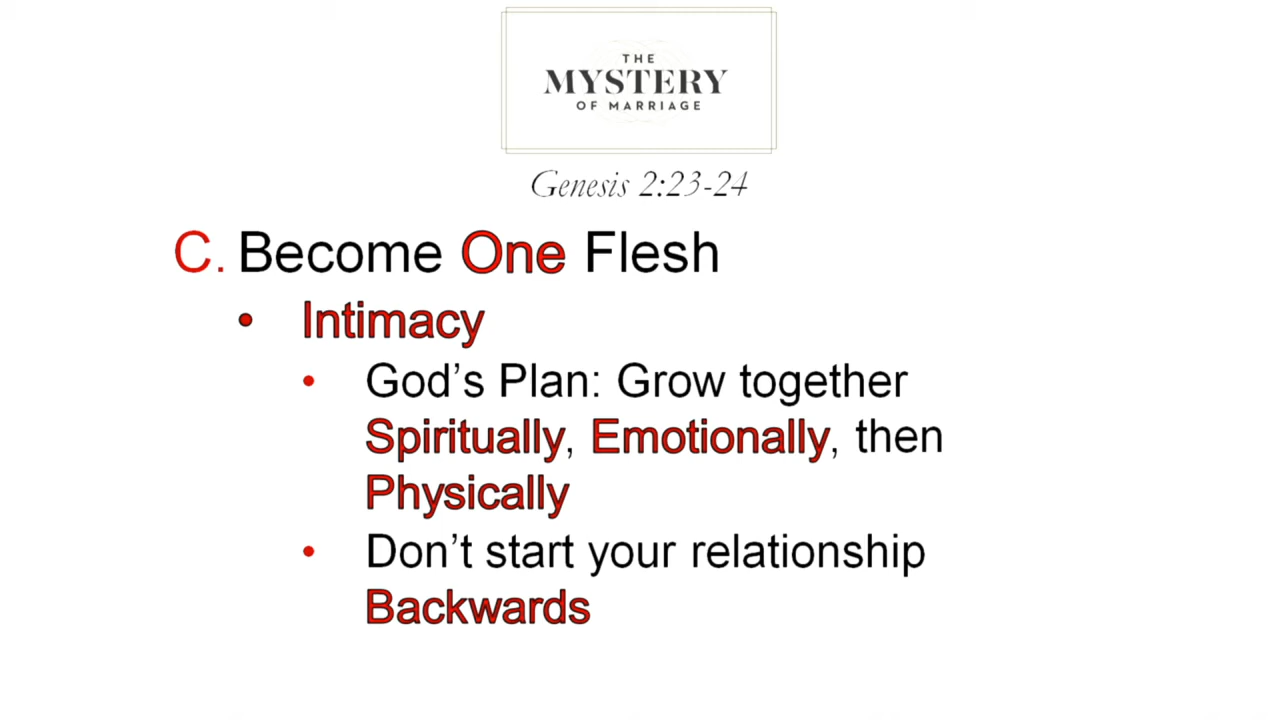 THE
MYSTERY
OF MARRIAGE
Genesis 2:23-24
C. Become One Flesh
• Intimacy
• God's Plan: Grow together
Spiritually, Emotionally, then
Physically
• Don't start your relationship
Backwards